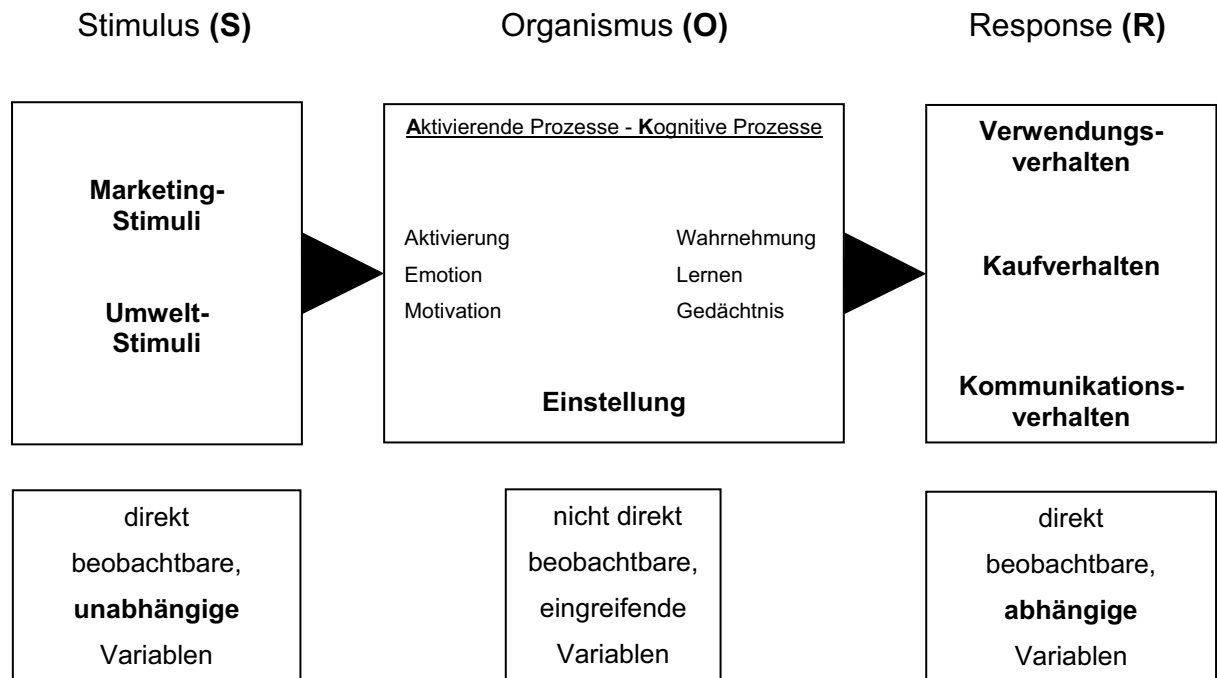 Stimulus (S)
Organismus (O)
Response (R)
Marketing-
Stimuli
Umwelt-
Stimuli
Aktivierende Prozesse - Kognitive Prozesse
Aktivierung
Wahrnehmung
Emotion
Lernen
Motivation
Gedächtnis
Einstellung
Verwendungs-
verhalten
Kaufverhalten
Kommunikations-
verhalten
direkt
beobachtbare,
unabhängige
Variablen
nicht direkt
beobachtbare,
eingreifende
Variablen
direkt
beobachtbare,
abhängige
Variablen